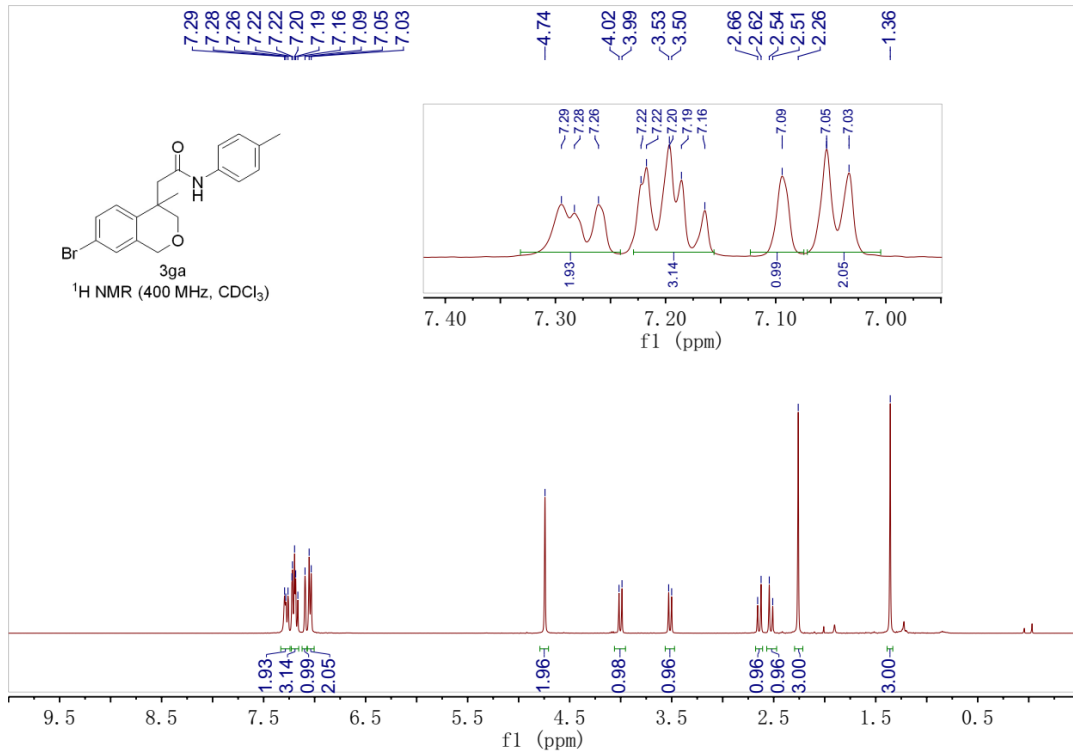 7.29 7.28 7.26 7.22 7.22 7.20 7.19 7.16 7.09 7.05 7.03 4.74 4.02 3.99 3.53 3.50 2.66 2.62 2.54 2.51 2.26 1.36
7.29 7.28 7.26 7.22 7.22 7.20 7.19 7.16 7.09 7.05 7.03
1.93 3.14 0.99 2.05
7.40 7.30 7.20 7.10 7.00
f1 (ppm)
O
N
H
O
Br
3ga
¹H NMR (400 MHz, CDCl₃)
1.93 3.14 0.99 2.05 1.96 0.98 0.96 0.96 0.96 3.00 3.00
9.5 8.5 7.5 6.5 5.5 4.5 3.5 2.5 1.5 0.5
f1 (ppm)